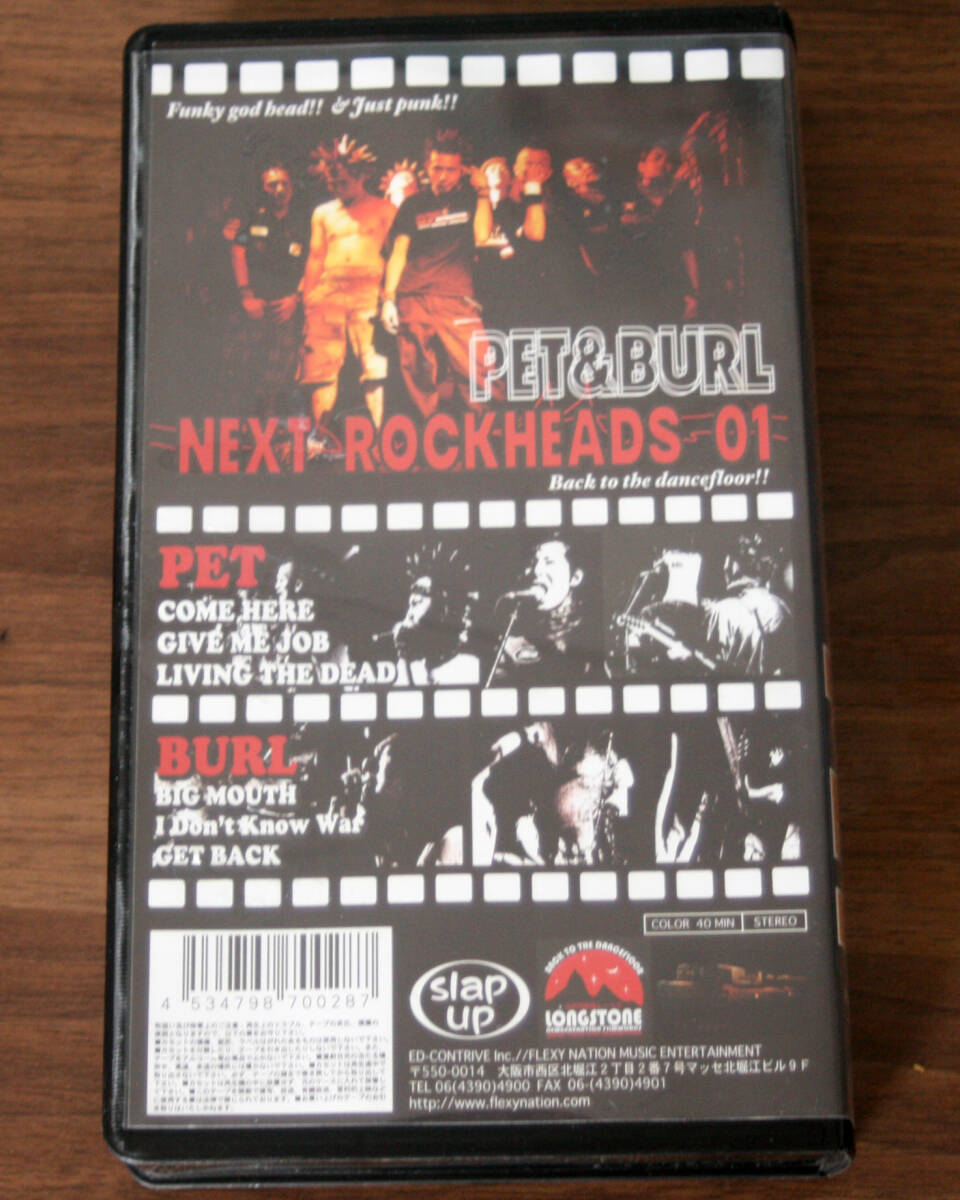 Funky god head!! & Just punk!!
PET&BURL
NEXT ROCKHEADS 01
Back to the dancefloor!!
PET
COME HERE
GIVE ME JOB
LIVING THE DEAD
BURL
BIG MOUTH
I Don't Know War
GET BACK
COLOR 40 MIN STEREO
4 534798 700287
slap
up
BACK TO THE DANCEFLOOR
LONGSTONE
ED-CONTRIVE Inc.//FLEXY NATION MUSIC ENTERTAINMENT
〒550-0014 大阪市西区北堀江2丁目2番7号マッセ北堀江ビル9F
TEL 06(4390)4900 FAX 06-(4390)4901
http://www.flexynation.com